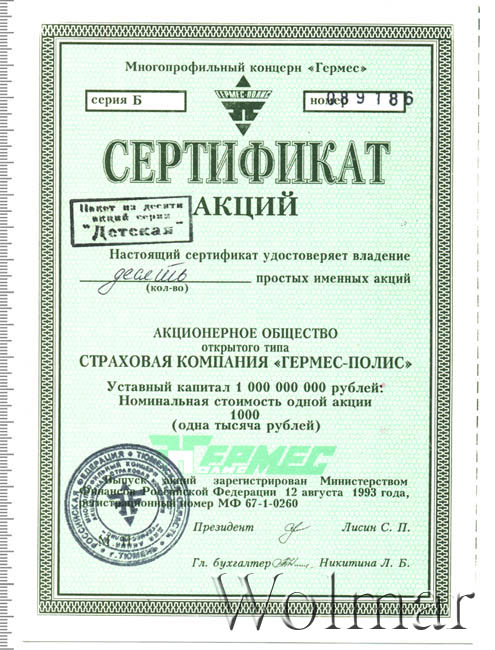 Многопрофильный концерн «Гермес»
серия Б
ГЕРМЕС-ПОЛИС
номер 089186
СЕРТИФИКАТ
АКЦИЙ
Пакет из десяти
акций серии
"Детская"
Настоящий сертификат удостоверяет владение
десять простых именных акций
(кол-во)
АКЦИОНЕРНОЕ ОБЩЕСТВО
открытого типа
СТРАХОВАЯ КОМПАНИЯ «ГЕРМЕС-ПОЛИС»
Уставный капитал 1 000 000 000 рублей:
Номинальная стоимость одной акции
1000
(одна тысяча рублей)
ГЕРМЕС
Выпуск акций зарегистрирован Министерством
Финансов Российской Федерации 12 августа 1993 года,
регистрационный номер МФ 67-1-0260
РОССИЙСКАЯ ФЕДЕРАЦИЯ
г. ТЮМЕНЬ
Президент Лисин С. П.
Гл. бухгалтер Никитина Л. Б.
Wolmar